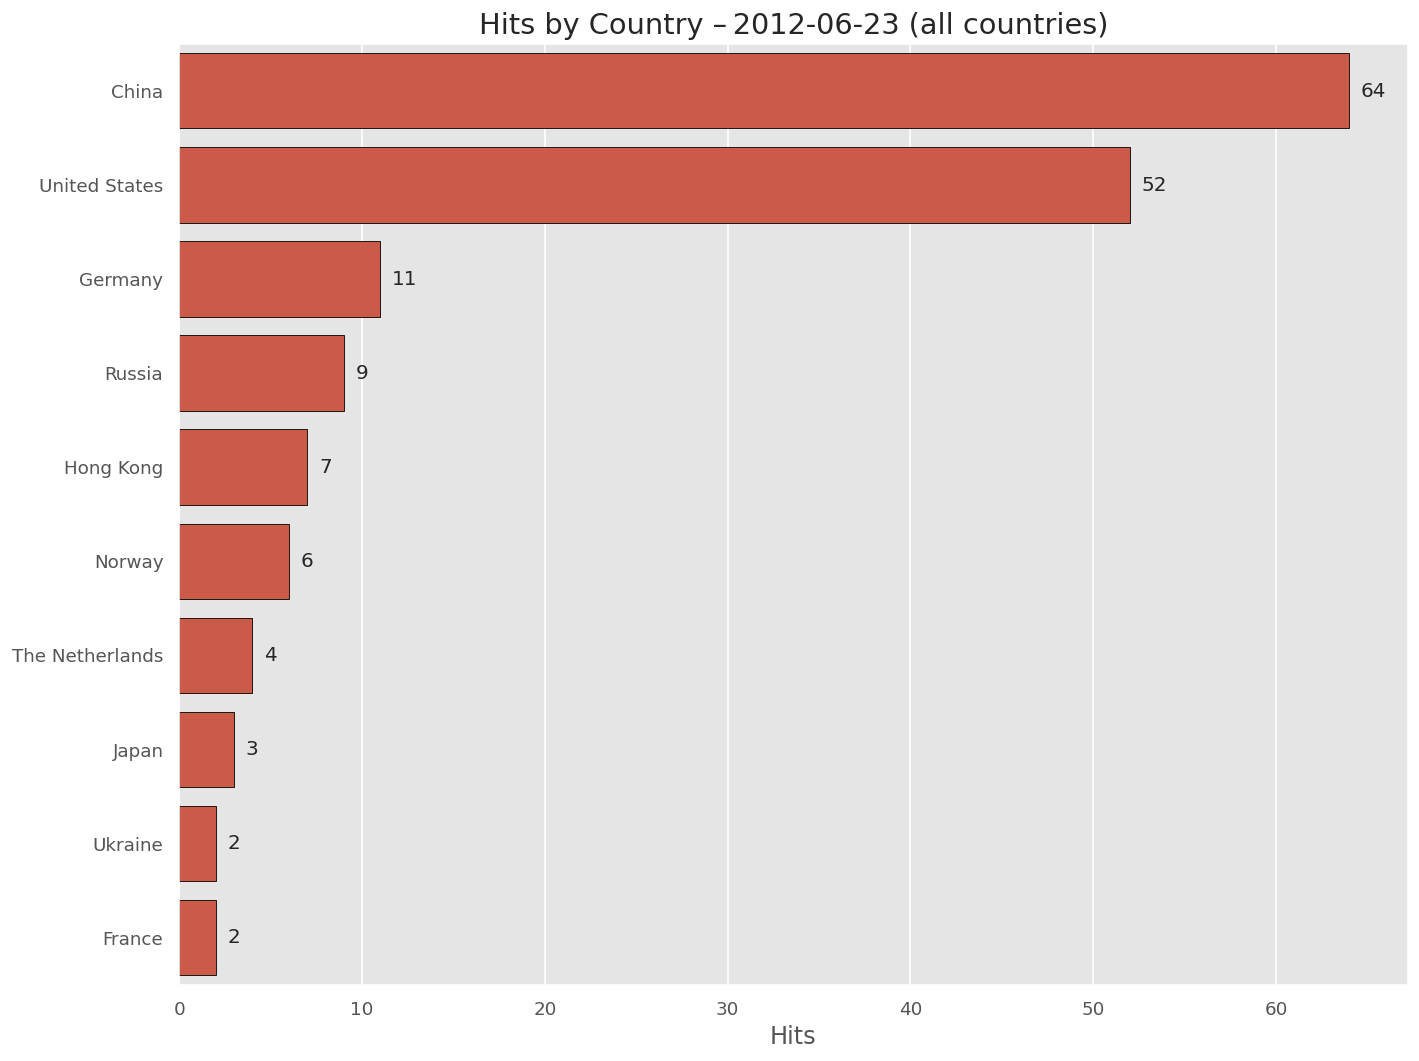 Hits by Country – 2012-06-23 (all countries)
China 64
United States 52
Germany 11
Russia 9
Hong Kong 7
Norway 6
The Netherlands 4
Japan 3
Ukraine 2
France 2
0 10 20 30 40 50 60
Hits